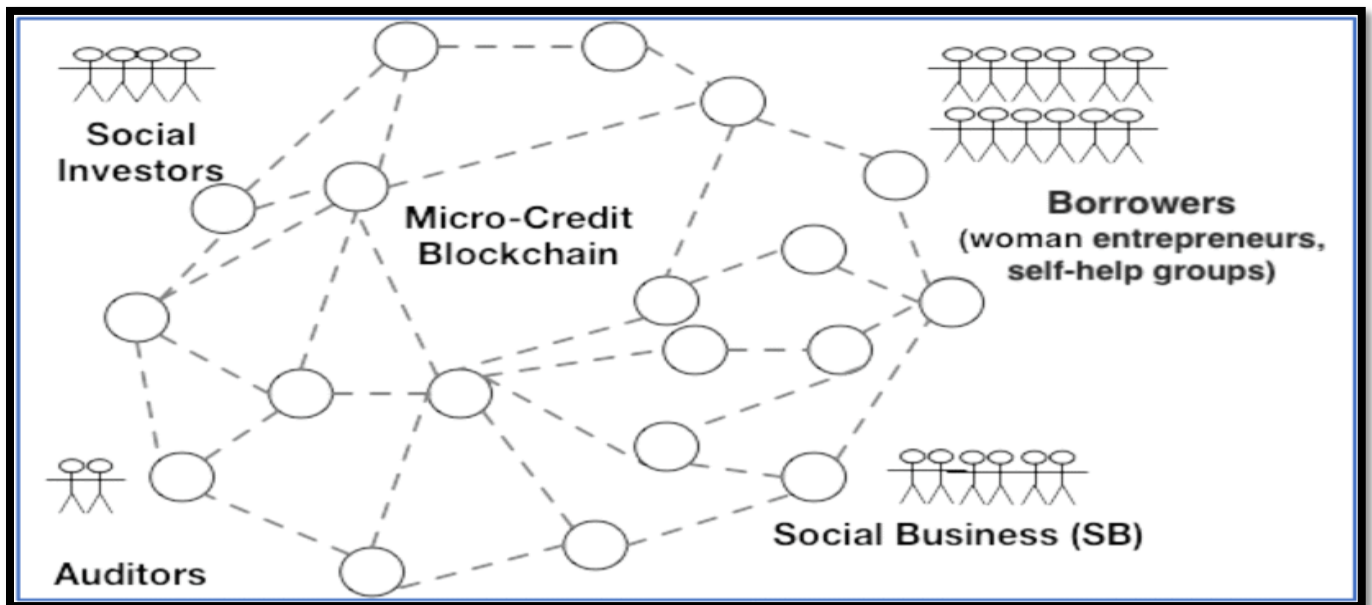 Social
Investors
Micro-Credit
Blockchain
Borrowers
(woman entrepreneurs,
self-help groups)
Social Business (SB)
Auditors